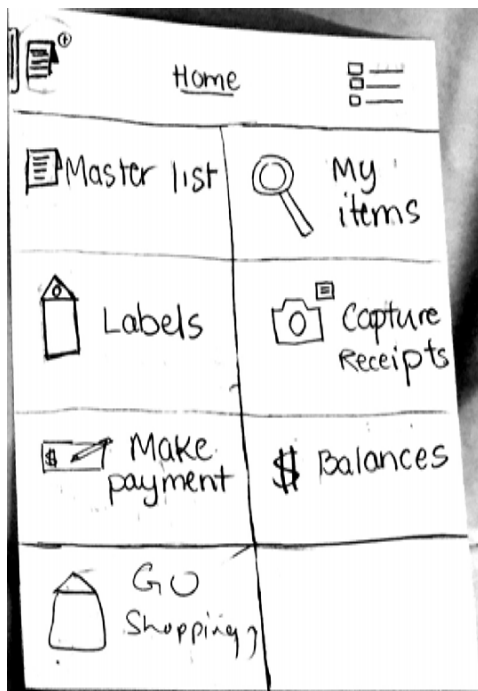 Home
Master list
My
items
Labels
Capture
Receipts
$ Make
payment
$ Balances
GO
Shopping